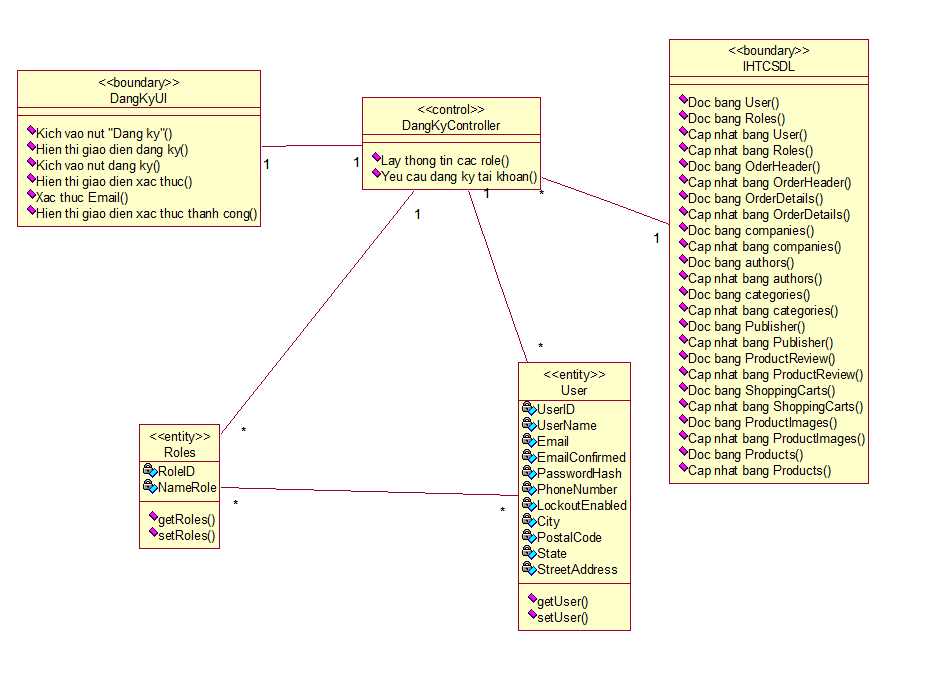 <<boundary>>
DangKyUI
Kich vao nut "Dang ky"()
Hien thi giao dien dang ky()
Kich vao nut dang ky()
Hien thi giao dien xac thuc()
Xac thuc Email()
Hien thi giao dien xac thuc thanh cong()
1
1
<<control>>
DangKyController
Lay thong tin cac role()
Yeu cau dang ky tai khoan()
1
1
*
1
<<boundary>>
IHTCSDL
Doc bang User()
Doc bang Roles()
Cap nhat bang User()
Cap nhat bang Roles()
Doc bang OderHeader()
Cap nhat bang OrderHeader()
Doc bang OrderDetails()
Cap nhat bang OrderDetails()
Doc bang companies()
Cap nhat bang companies()
Doc bang authors()
Cap nhat bang authors()
Doc bang categories()
Cap nhat bang categories()
Doc bang Publisher()
Cap nhat bang Publisher()
Doc bang ProductReview()
Cap nhat bang ProductReview()
Doc bang ShoppingCarts()
Cap nhat bang ShoppingCarts()
Doc bang ProductImages()
Cap nhat bang ProductImages()
Doc bang Products()
Cap nhat bang Products()
*
*
<<entity>>
Roles
RoleID
NameRole
getRoles()
setRoles()
*
*
<<entity>>
User
UserID
UserName
Email
EmailConfirmed
PasswordHash
PhoneNumber
LockoutEnabled
City
PostalCode
State
StreetAddress
getUser()
setUser()